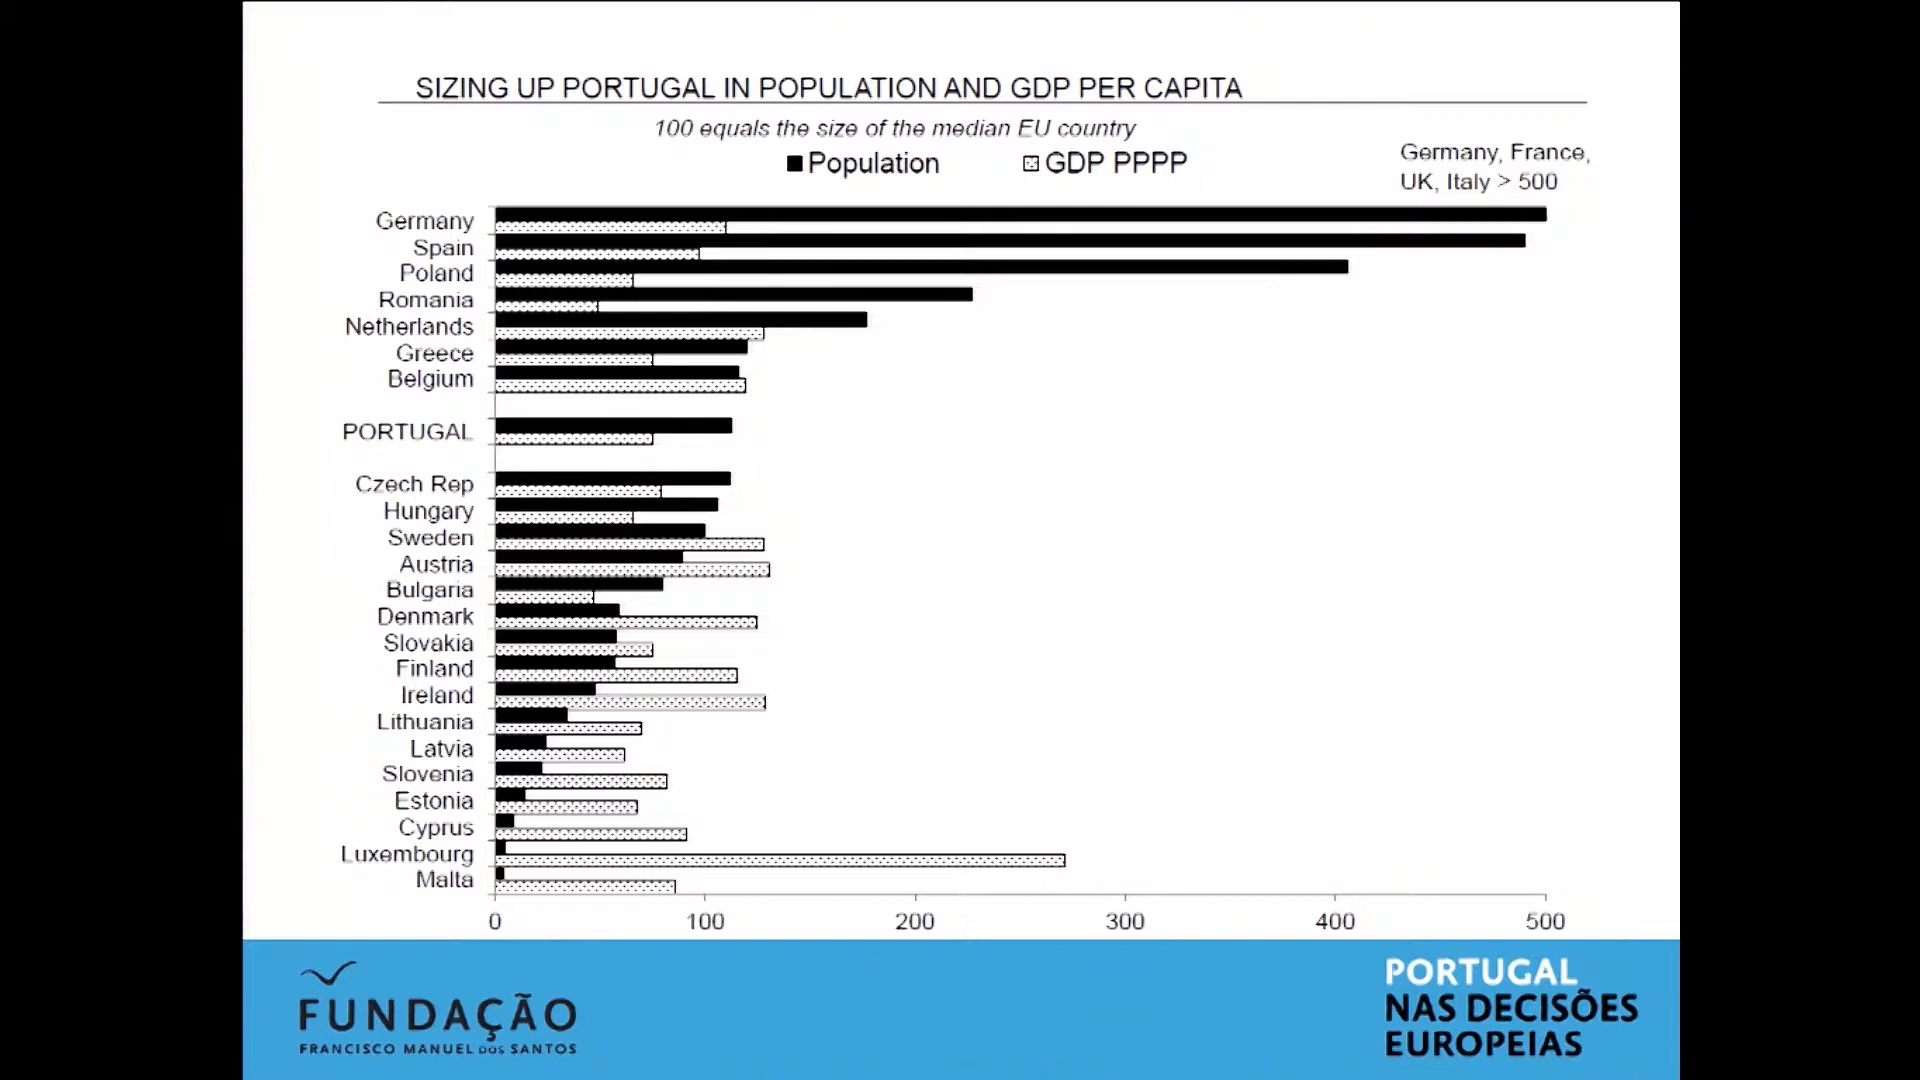 SIZING UP PORTUGAL IN POPULATION AND GDP PER CAPITA
100 equals the size of the median EU country
Population
GDP PPPP
Germany, France,
UK, Italy > 500
Germany
Spain
Poland
Romania
Netherlands
Greece
Belgium
PORTUGAL
Czech Rep
Hungary
Sweden
Austria
Bulgaria
Denmark
Slovakia
Finland
Ireland
Lithuania
Latvia
Slovenia
Estonia
Cyprus
Luxembourg
Malta
0 100 200 300 400 500
FUNDAÇÃO
FRANCISCO MANUEL DOS SANTOS
PORTUGAL
NAS DECISÕES
EUROPEIAS